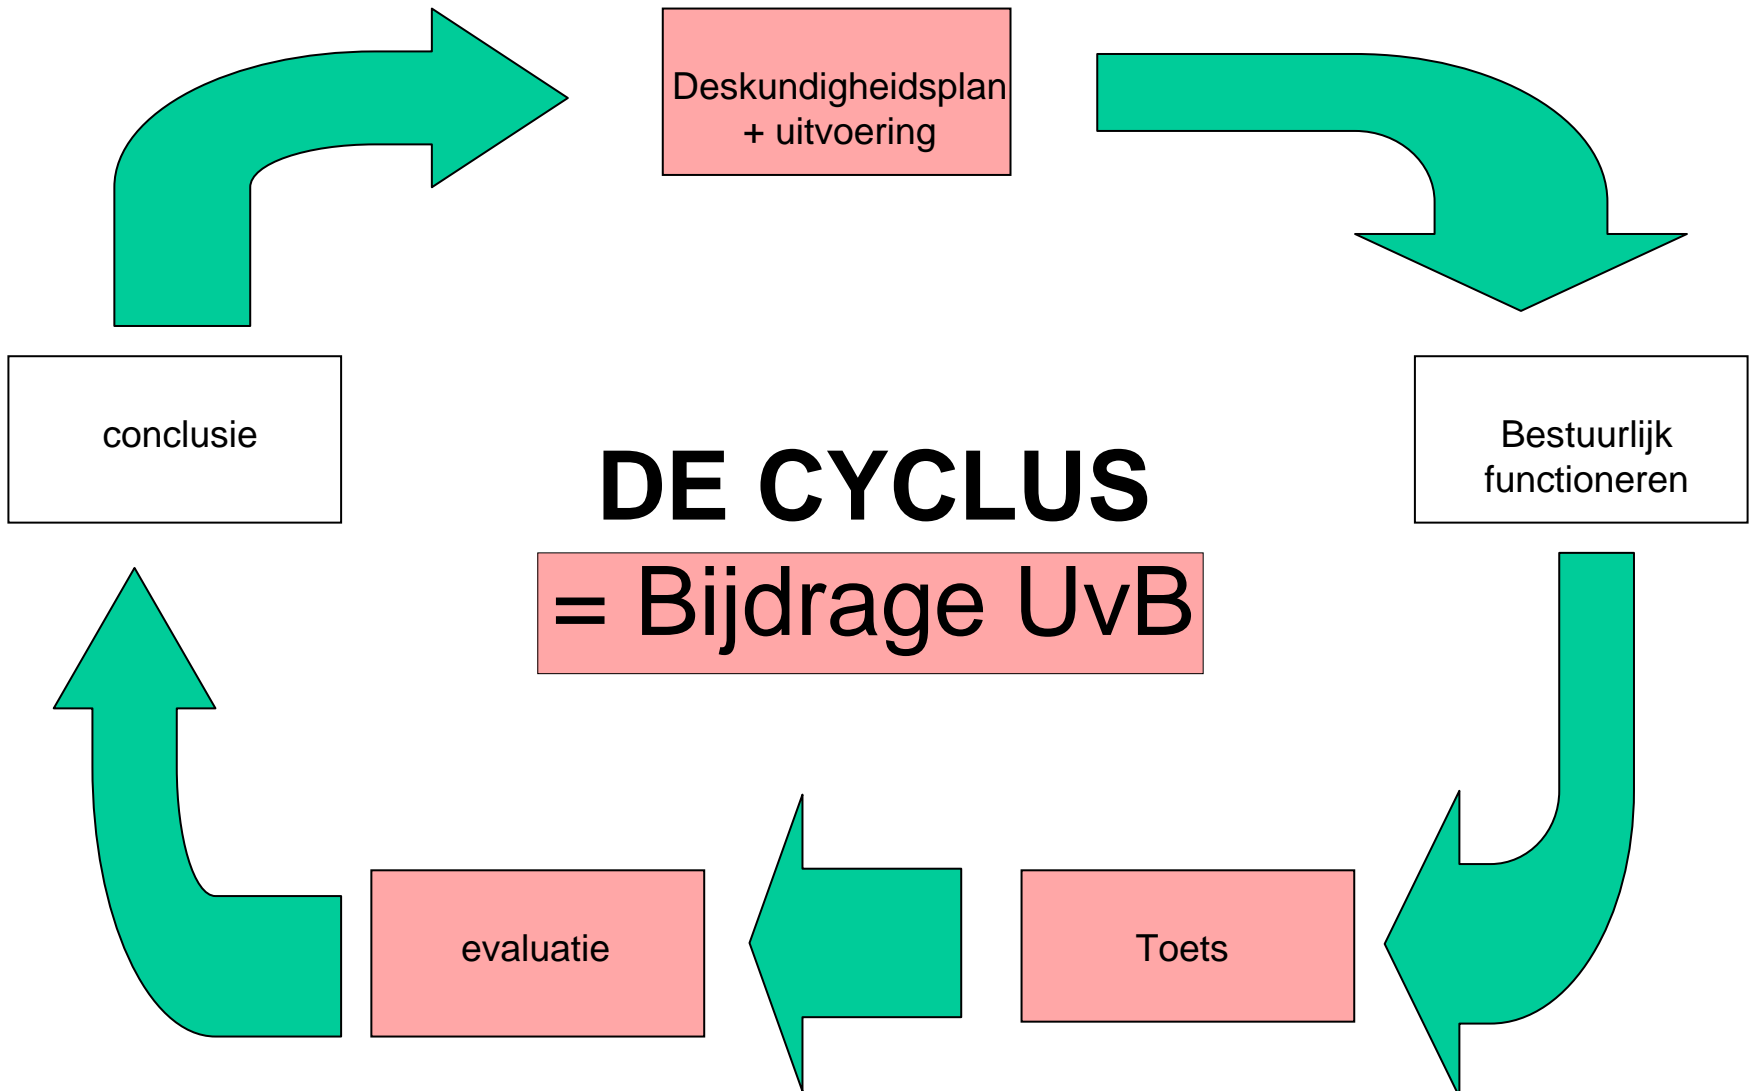 Deskundigheidsplan
+ uitvoering
conclusie
Bestuurlijk
functioneren
DE CYCLUS
= Bijdrage UvB
evaluatie
Toets